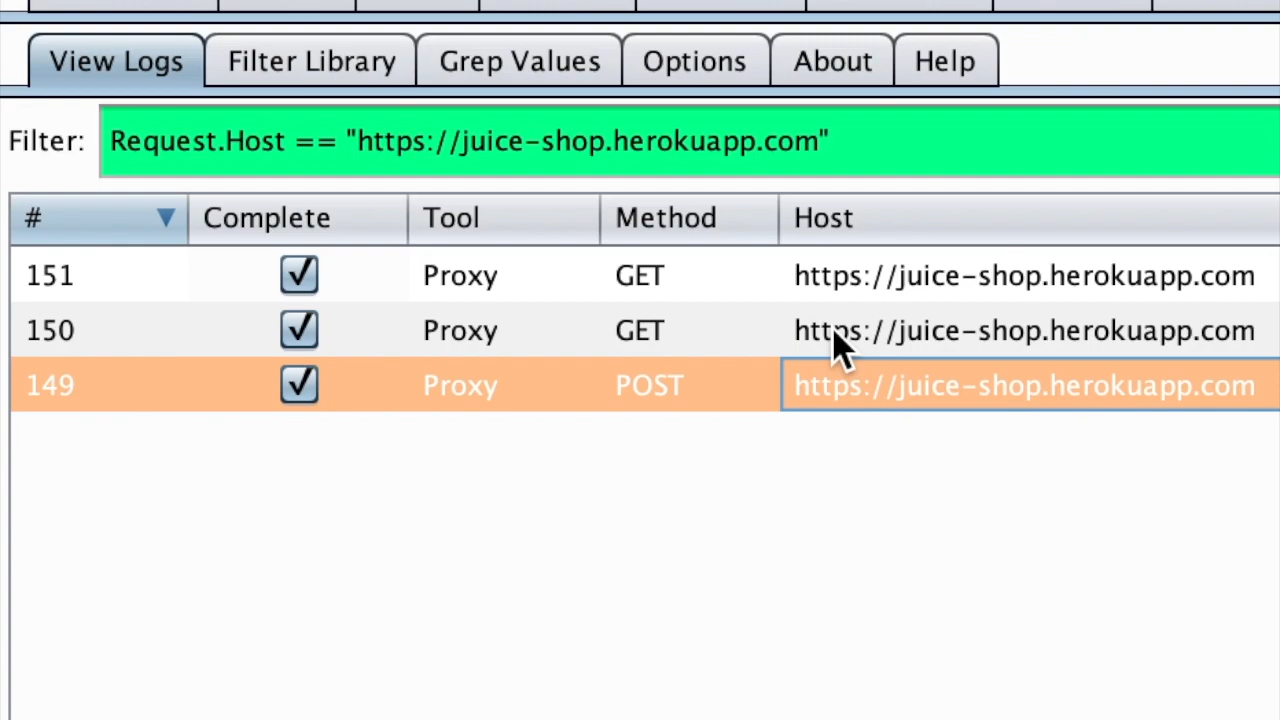 View Logs Filter Library Grep Values Options About Help
Filter: Request.Host == "https://juice-shop.herokuapp.com"
# Complete Tool Method Host
151 Proxy GET https://juice-shop.herokuapp.com
150 Proxy GET https://juice-shop.herokuapp.com
149 Proxy POST https://juice-shop.herokuapp.com